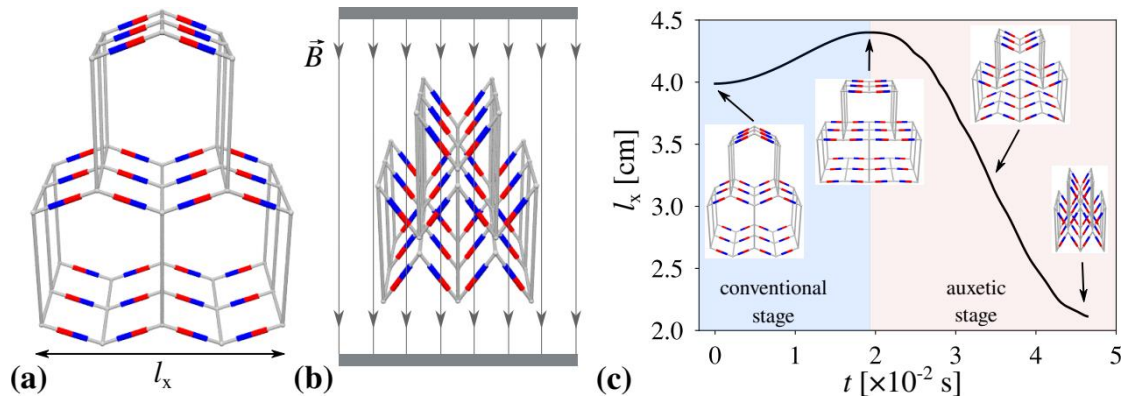 (a)
l_x
(b)
B⃗
(c)
l_x [cm]
4.5
4.0
3.5
3.0
2.5
2.0
conventional
stage
auxetic
stage
0 1 2 3 4 5
t [×10⁻² s]